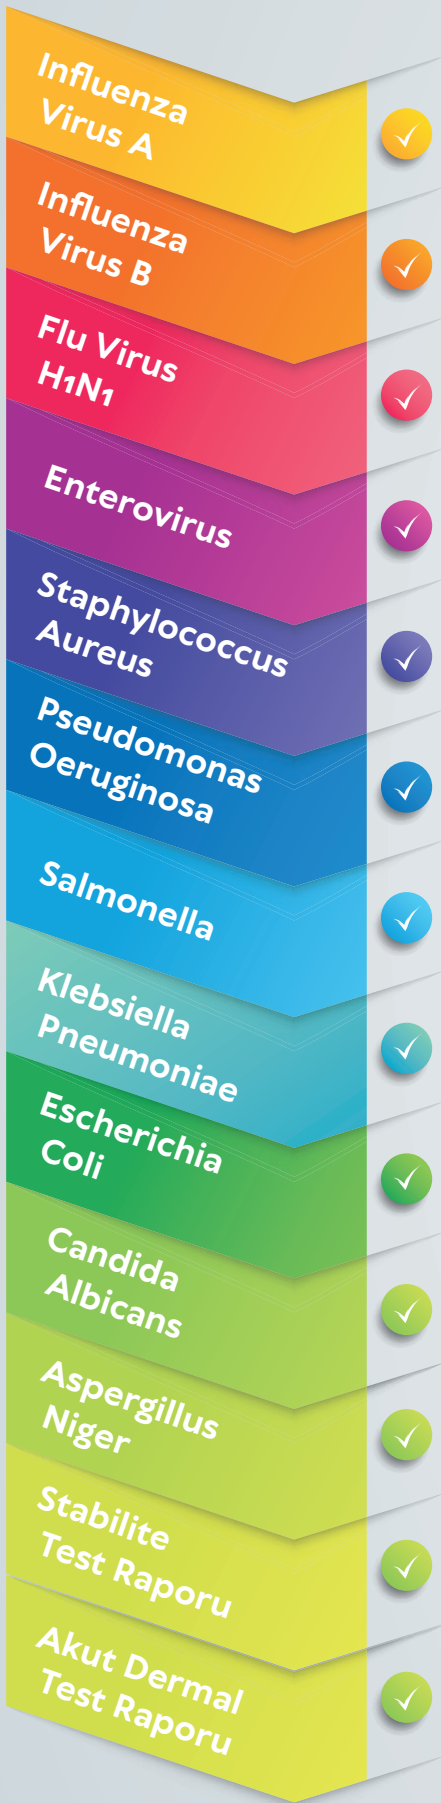 Influenza
Virus A
Influenza
Virus B
Flu Virus
H1N1
Enterovirus
Staphylococcus
Aureus
Pseudomonas
Oeruginosa
Salmonella
Klebsiella
Pneumoniae
Escherichia
Coli
Candida
Albicans
Aspergillus
Niger
Stabilite
Test Raporu
Akut Dermal
Test Raporu